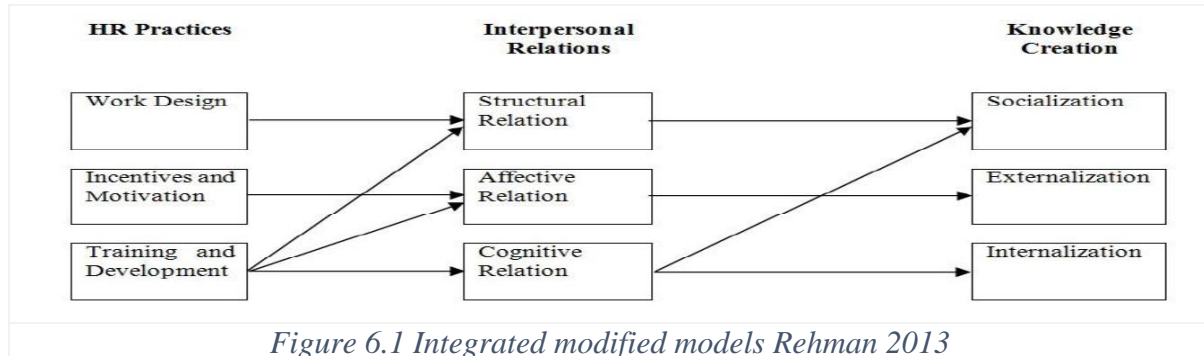 HR Practices
Interpersonal
Relations
Knowledge
Creation
Work Design
Structural
Relation
Socialization
Incentives and
Motivation
Affective
Relation
Externalization
Training and
Development
Cognitive
Relation
Internalization
Figure 6.1 Integrated modified models Rehman 2013